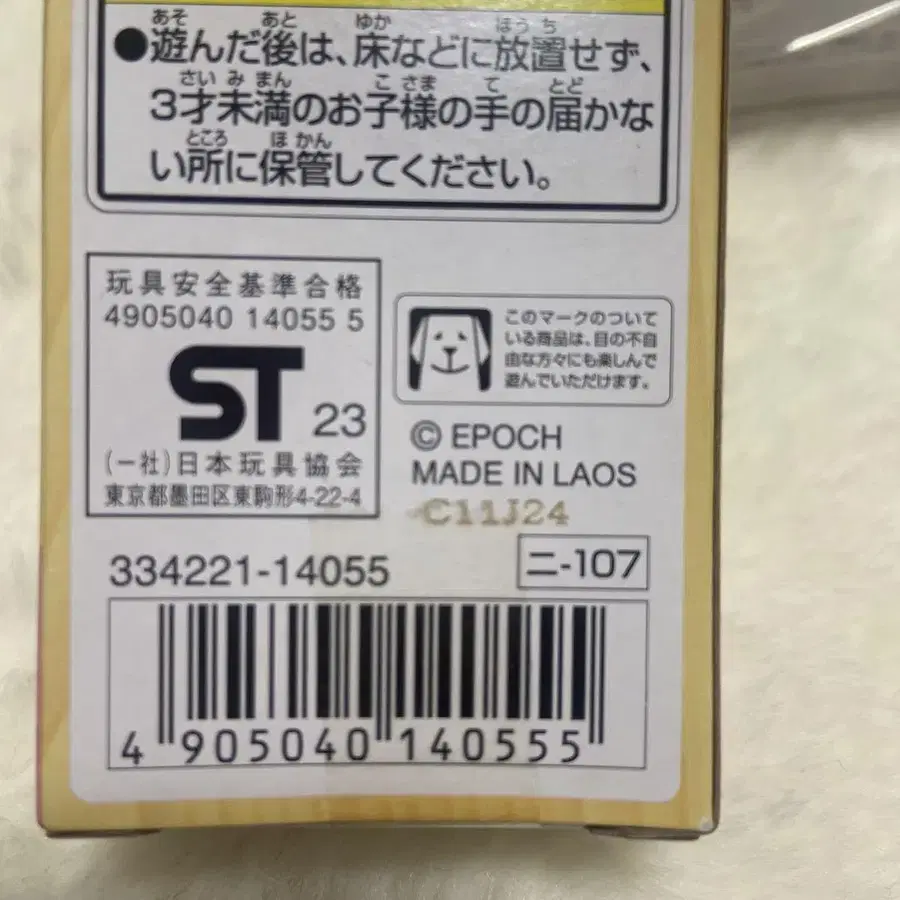 ●遊んだ後は、床などに放置せず、
3才未満のお子様の手の届かな
い所に保管してください。
玩具安全基準合格
4905040 14055 5
ST 23
(一社)日本玩具協会
東京都墨田区東駒形4-22-4
このマークのついて
いる商品は、目の不自
由な方々にも楽しんで
遊んでいただけます。
© EPOCH
MADE IN LAOS
C11J24
334221-14055
ニ-107
4 905040 140555